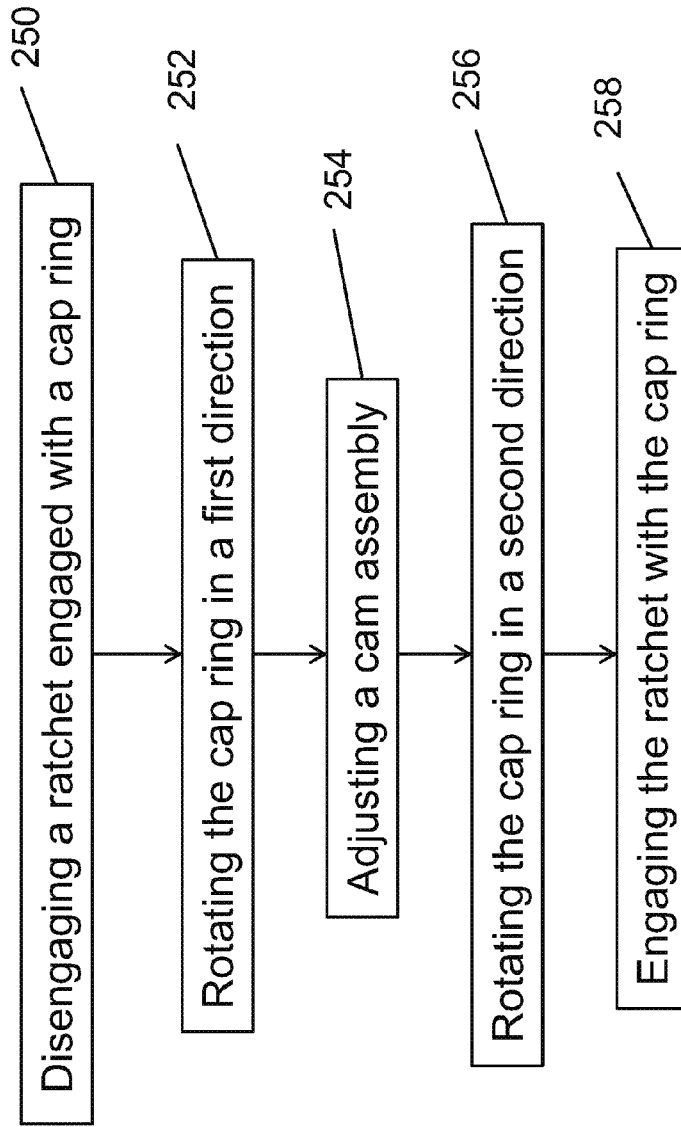 Disengaging a ratchet engaged with a cap ring
250
Rotating the cap ring in a first direction
252
Adjusting a cam assembly
254
Rotating the cap ring in a second direction
256
Engaging the ratchet with the cap ring
258